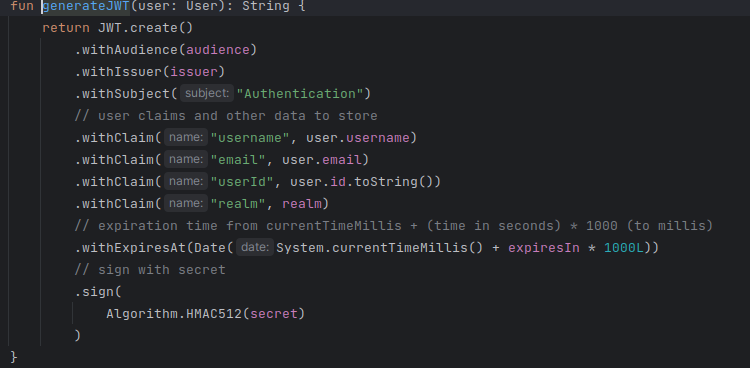 fun generateJWT(user: User): String {
    return JWT.create()
        .withAudience(audience)
        .withIssuer(issuer)
        .withSubject( subject: "Authentication")
        // user claims and other data to store
        .withClaim( name: "username", user.username)
        .withClaim( name: "email", user.email)
        .withClaim( name: "userId", user.id.toString())
        .withClaim( name: "realm", realm)
        // expiration time from currentTimeMillis + (time in seconds) * 1000 (to millis)
        .withExpiresAt(Date( date: System.currentTimeMillis() + expiresIn * 1000L))
        // sign with secret
        .sign(
            Algorithm.HMAC512(secret)
        )
}